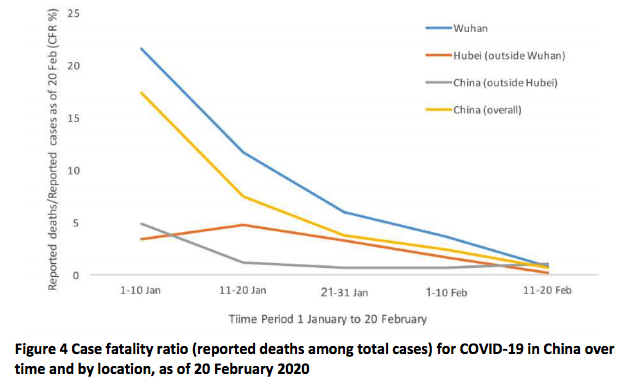 25
20
15
10
5
0
Reported deaths/Reported cases as of 20 Feb (CFR %)
Wuhan
Hubei (outside Wuhan)
China (outside Hubei)
China (overall)
1-10 Jan
11-20 Jan
21-31 Jan
1-10 Feb
11-20 Feb
Tiime Period 1 January to 20 February
Figure 4 Case fatality ratio (reported deaths among total cases) for COVID-19 in China over
time and by location, as of 20 February 2020